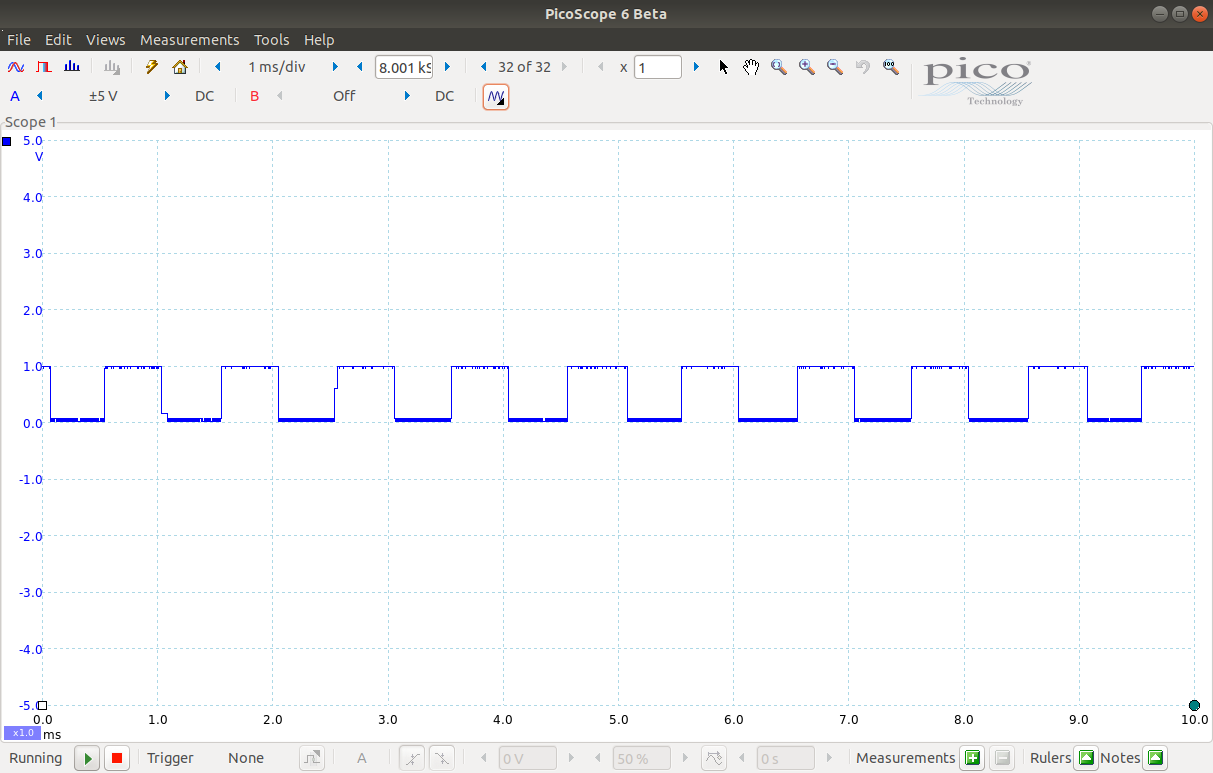 PicoScope 6 Beta
File Edit Views Measurements Tools Help
1 ms/div 8.001 kS 32 of 32 x 1
A ±5 V DC B Off DC
pico
Technology
Scope 1
5.0
V
4.0
3.0
2.0
1.0
0.0
-1.0
-2.0
-3.0
-4.0
-5.0
0.0 1.0 2.0 3.0 4.0 5.0 6.0 7.0 8.0 9.0 10.0
x1.0 ms
Running Trigger None A 0 V 50 % 0 s Measurements Rulers Notes